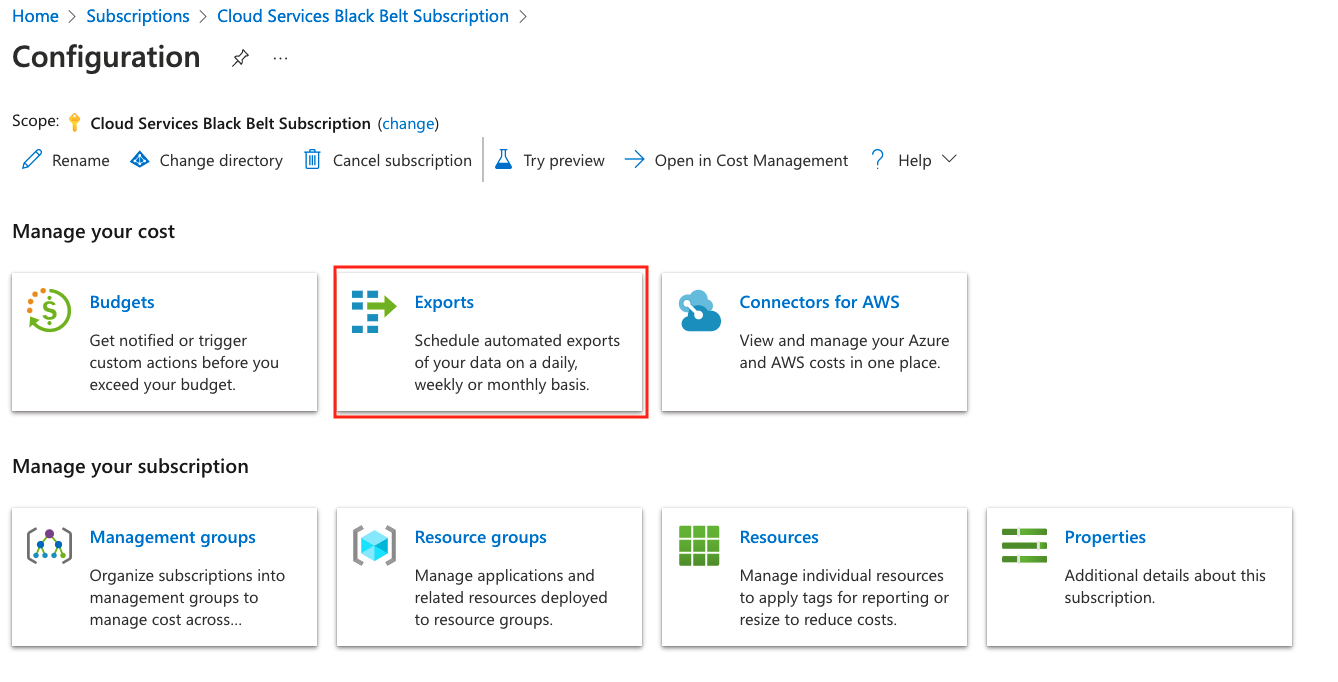 Home > Subscriptions > Cloud Services Black Belt Subscription >
Configuration ...
Scope: Cloud Services Black Belt Subscription (change)
Rename Change directory Cancel subscription Try preview Open in Cost Management ? Help
Manage your cost
Budgets
Get notified or trigger
custom actions before you
exceed your budget.
Exports
Schedule automated exports
of your data on a daily,
weekly or monthly basis.
Connectors for AWS
View and manage your Azure
and AWS costs in one place.
Manage your subscription
Management groups
Organize subscriptions into
management groups to
manage cost across...
Resource groups
Manage applications and
related resources deployed
to resource groups.
Resources
Manage individual resources
to apply tags for reporting or
resize to reduce costs.
Properties
Additional details about this
subscription.